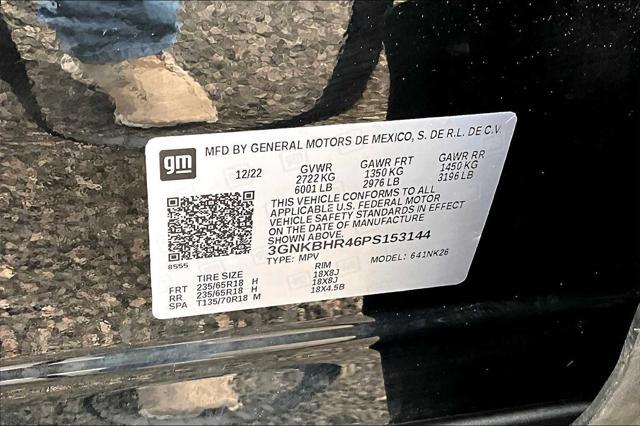 gm
MFD BY GENERAL MOTORS DE MEXICO, S. DE R.L. DE C.V.
12/22 GVWR GAWR FRT GAWR RR
2722 KG 1350 KG 1450 KG
6001 LB 2976 LB 3196 LB
THIS VEHICLE CONFORMS TO ALL
APPLICABLE U.S. FEDERAL MOTOR
VEHICLE SAFETY STANDARDS IN EFFECT
ON THE DATE OF MANUFACTURE
SHOWN ABOVE.
3GNKBHR46PS153144
8555 TYPE: MPV MODEL: 641NK26
TIRE SIZE RIM
FRT 235/65R18 H 18X8J
RR 235/65R18 H 18X8J
SPA T135/70R18 M 18X4.5B